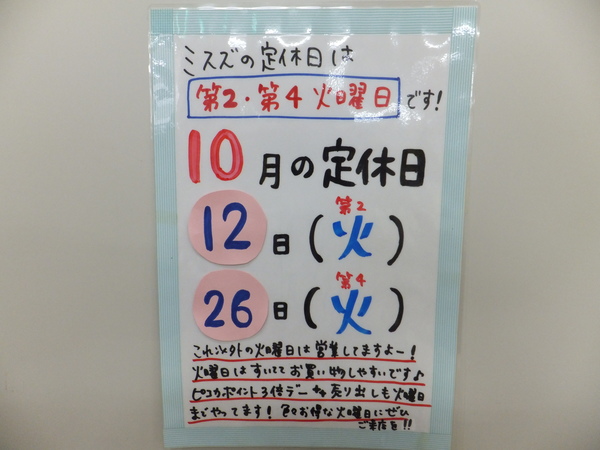 ミスズの定休日は
第2・第4 火曜日 です!
10月の定休日
12日(第2火)
26日(第4火)
これ以外の火曜日は営業してますよー!
火曜日はすいてて お買い物しやすいです♪
ピコカポイント3倍デーや 売り出しも火曜日
までやってます! 色々お得な火曜日にぜひ
ご来店を!!